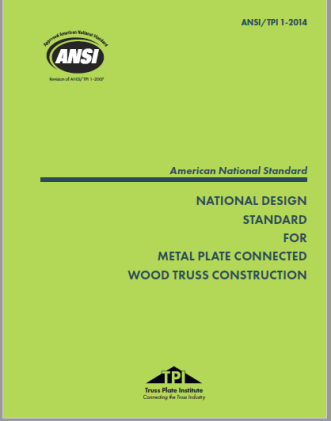 ANSI/TPI 1-2014
Approved American National Standard
ANSI
Revision of ANSI/TPI 1-2007
American National Standard
NATIONAL DESIGN
STANDARD
FOR
METAL PLATE CONNECTED
WOOD TRUSS CONSTRUCTION
TPI
Truss Plate Institute
Connecting the Truss Industry